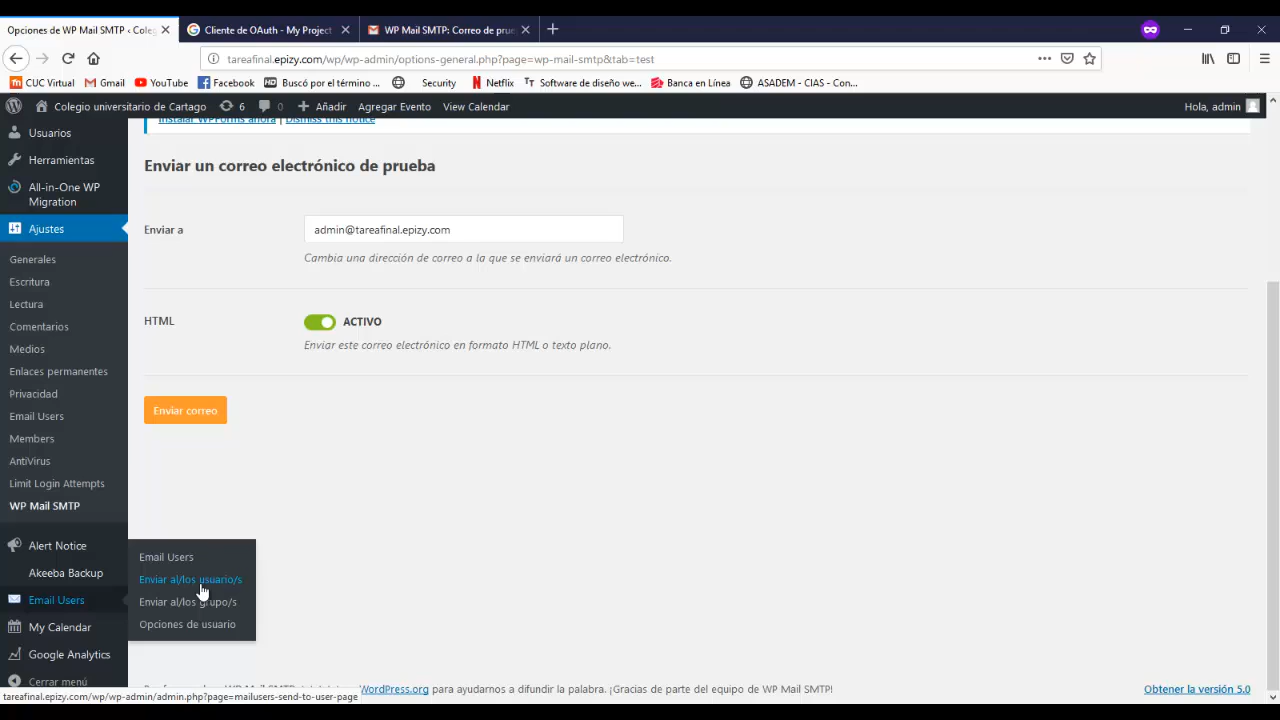 Opciones de WP Mail SMTP ‹ Coleg
Cliente de OAuth - My Project
WP Mail SMTP: Correo de prue
tareafinal.epizy.com/wp/wp-admin/options-general.php?page=wp-mail-smtp&tab=test
CUC Virtual
Gmail
YouTube
Facebook
HD
Buscó por el término ...
Security
Netflix
Software de diseño we...
Banca en Línea
ASADEM - CIAS - Con...
Colegio universitario de Cartago
6
0
Añadir
Agregar Evento
View Calendar
Hola, admin
Usuarios
Herramientas
All-in-One WP
Migration
Ajustes
Generales
Escritura
Lectura
Comentarios
Medios
Enlaces permanentes
Privacidad
Email Users
Members
AntiVirus
Limit Login Attempts
WP Mail SMTP
Alert Notice
Akeeba Backup
Email Users
My Calendar
Google Analytics
Cerrar menú
Email Users
Enviar al/los usuario/s
Enviar al/los grupo/s
Opciones de usuario
Instalar WPForms ahora | Dismiss this notice
Enviar un correo electrónico de prueba
Enviar a
admin@tareafinal.epizy.com
Cambia una dirección de correo a la que se enviará un correo electrónico.
HTML
ACTIVO
Enviar este correo electrónico en formato HTML o texto plano.
Enviar correo
WordPress.org para ayudarnos a difundir la palabra. ¡Gracias de parte del equipo de WP Mail SMTP!
Obtener la versión 5.0
tareafinal.epizy.com/wp/wp-admin/admin.php?page=mailusers-send-to-user-page